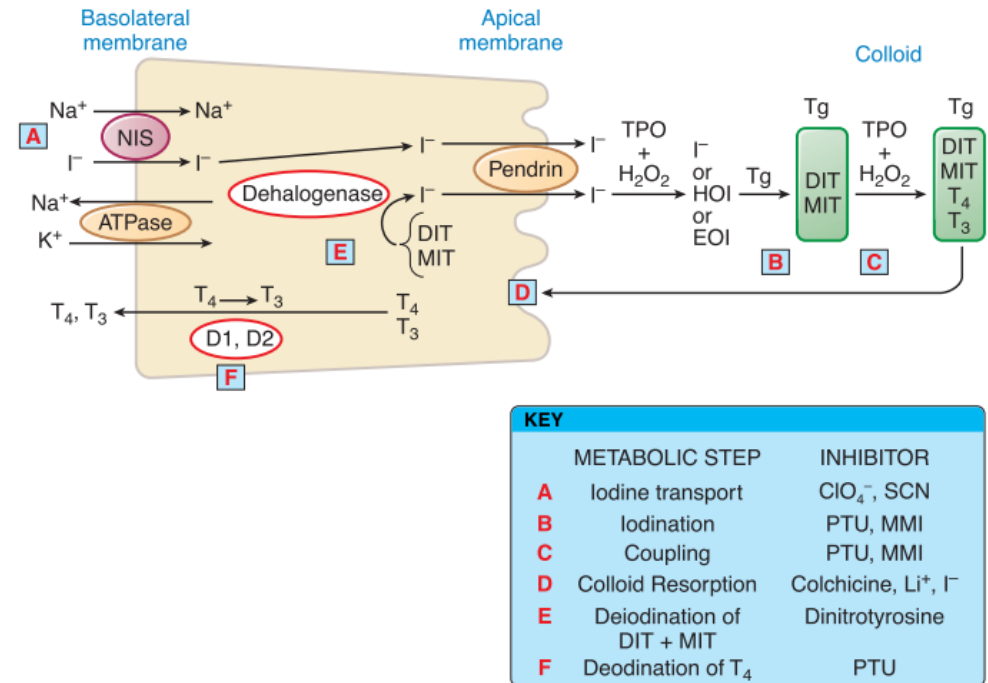 Basolateral
membrane
Apical
membrane
Colloid
Na⁺
Na⁺
A
NIS
I⁻
I⁻
I⁻
I⁻
Pendrin
TPO
+
H₂O₂
I⁻
or
HOI
or
EOI
Tg
Tg
DIT
MIT
TPO
+
H₂O₂
Tg
DIT
MIT
T₄
T₃
Na⁺
ATPase
K⁺
Dehalogenase
I⁻
I⁻
DIT
MIT
E
B
C
D
T₄, T₃
T₄
T₃
T₄
T₃
D1, D2
F
KEY
METABOLIC STEP INHIBITOR
A Iodine transport ClO₄⁻, SCN
B Iodination PTU, MMI
C Coupling PTU, MMI
D Colloid Resorption Colchicine, Li⁺, I⁻
E Deiodination of Dinitrotyrosine
DIT + MIT
F Deodination of T₄ PTU